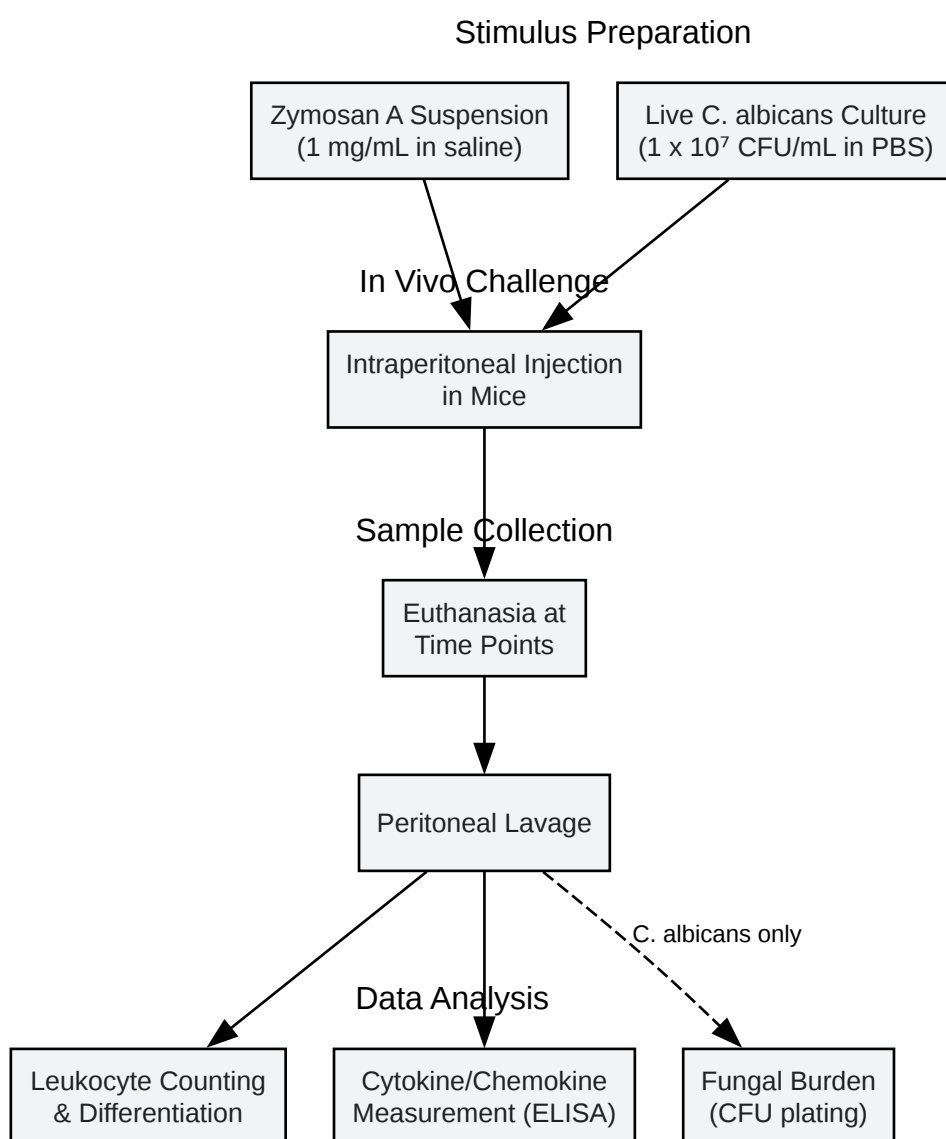 Stimulus Preparation
Zymosan A Suspension
(1 mg/mL in saline)
Live C. albicans Culture
(1 x 10⁷ CFU/mL in PBS)
In Vivo Challenge
Intraperitoneal Injection
in Mice
Sample Collection
Euthanasia at
Time Points
Peritoneal Lavage
C. albicans only
Data Analysis
Leukocyte Counting
& Differentiation
Cytokine/Chemokine
Measurement (ELISA)
Fungal Burden
(CFU plating)